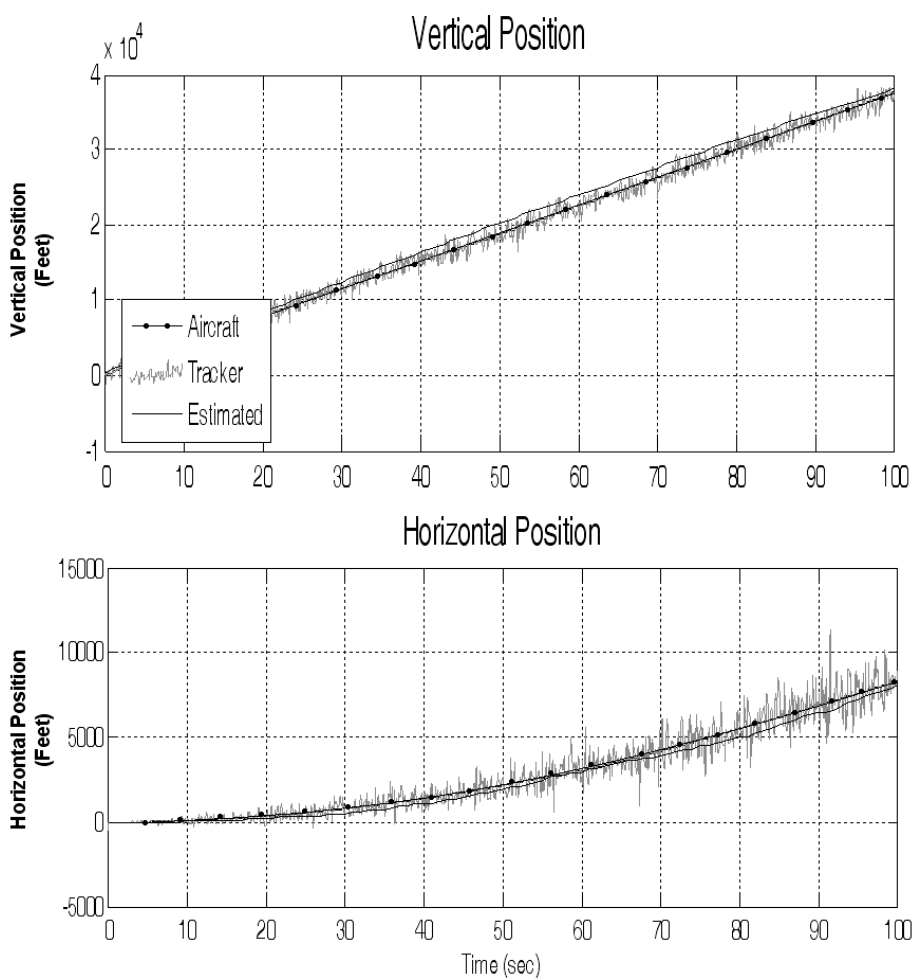 Vertical Position
x 10^4
4
3
2
1
0
-1
Vertical Position
(Feet)
Aircraft
Tracker
Estimated
0 10 20 30 40 50 60 70 80 90 100
Horizontal Position
15000
10000
5000
0
-5000
Horizontal Position
(Feet)
0 10 20 30 40 50 60 70 80 90 100
Time (sec)